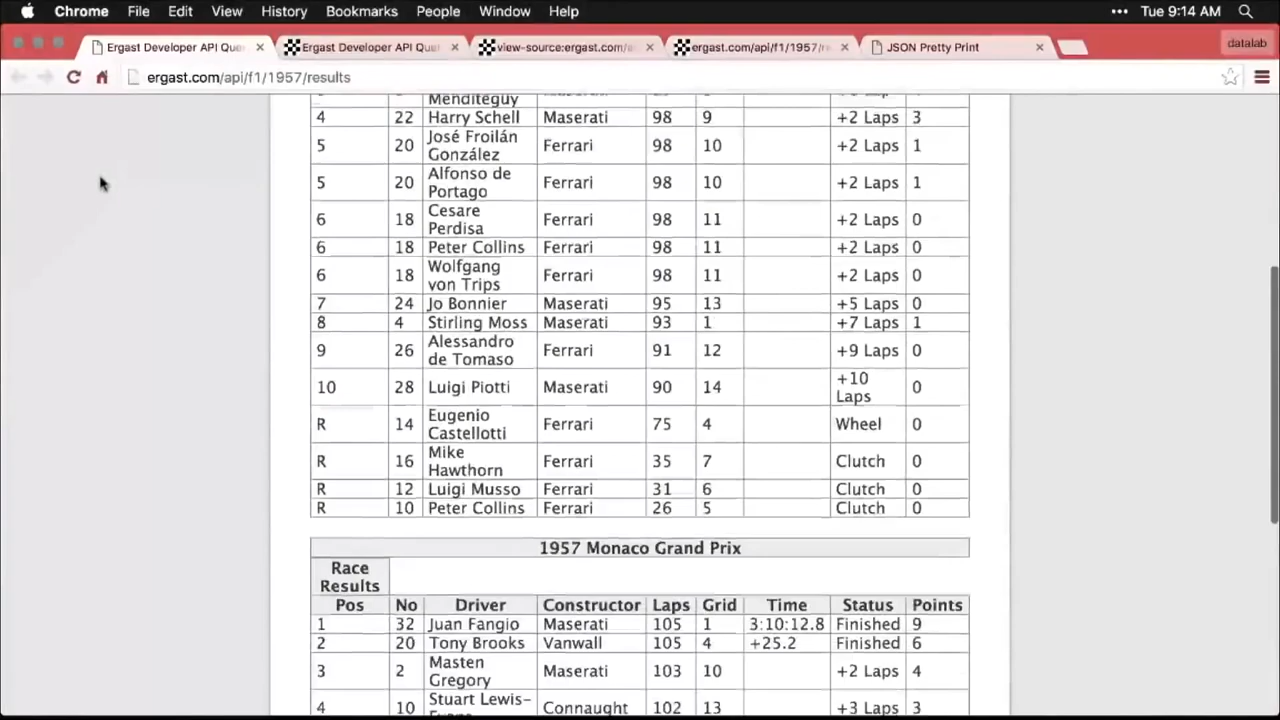 Chrome File Edit View History Bookmarks People Window Help ••• Tue 9:14 AM
Ergast Developer API Que × Ergast Developer API Que × view-source:ergast.com/a × ergast.com/api/f1/1957/r × JSON Pretty Print × datalab
ergast.com/api/f1/1957/results
Menditeguy
4 22 Harry Schell Maserati 98 9 +2 Laps 3
5 20 José Froilán González Ferrari 98 10 +2 Laps 1
5 20 Alfonso de Portago Ferrari 98 10 +2 Laps 1
6 18 Cesare Perdisa Ferrari 98 11 +2 Laps 0
6 18 Peter Collins Ferrari 98 11 +2 Laps 0
6 18 Wolfgang von Trips Ferrari 98 11 +2 Laps 0
7 24 Jo Bonnier Maserati 95 13 +5 Laps 0
8 4 Stirling Moss Maserati 93 1 +7 Laps 1
9 26 Alessandro de Tomaso Ferrari 91 12 +9 Laps 0
10 28 Luigi Piotti Maserati 90 14 +10 Laps 0
R 14 Eugenio Castellotti Ferrari 75 4 Wheel 0
R 16 Mike Hawthorn Ferrari 35 7 Clutch 0
R 12 Luigi Musso Ferrari 31 6 Clutch 0
R 10 Peter Collins Ferrari 26 5 Clutch 0
1957 Monaco Grand Prix
Race Results
Pos No Driver Constructor Laps Grid Time Status Points
1 32 Juan Fangio Maserati 105 1 3:10:12.8 Finished 9
2 20 Tony Brooks Vanwall 105 4 +25.2 Finished 6
3 2 Masten Gregory Maserati 103 10 +2 Laps 4
4 10 Stuart Lewis- Connaught 102 13 +3 Laps 3